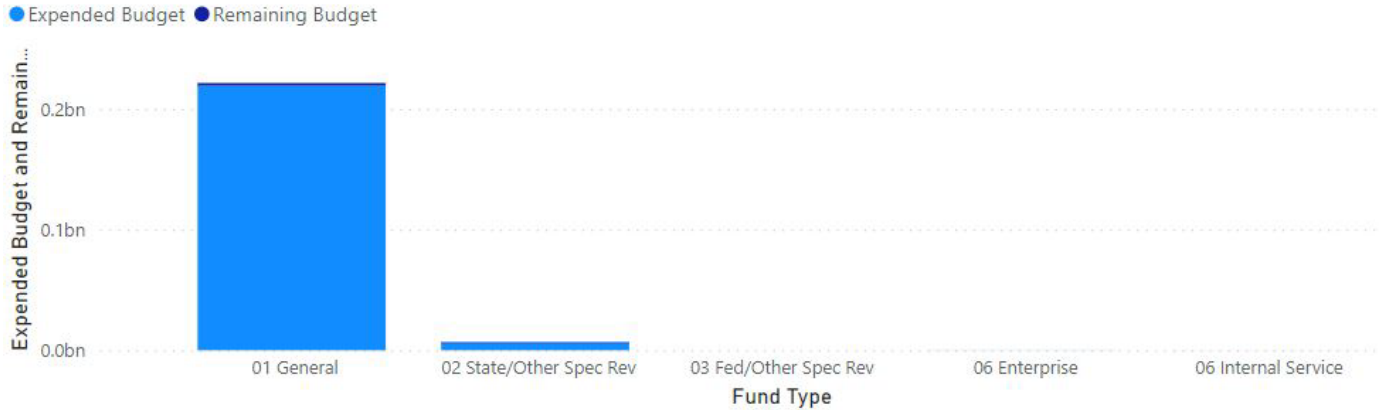 Expended Budget Remaining Budget
Expended Budget and Remain...
0.2bn
0.1bn
0.0bn
01 General 02 State/Other Spec Rev 03 Fed/Other Spec Rev 06 Enterprise 06 Internal Service
Fund Type